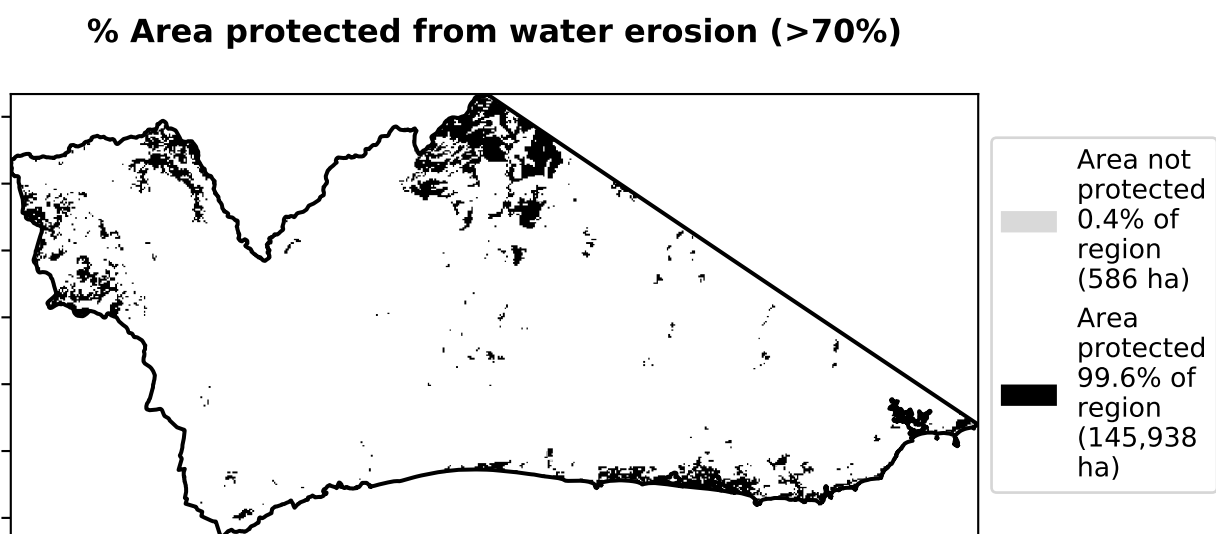 % Area protected from water erosion (>70%)
Area not
protected
0.4% of
region
(586 ha)
Area
protected
99.6% of
region
(145,938
ha)